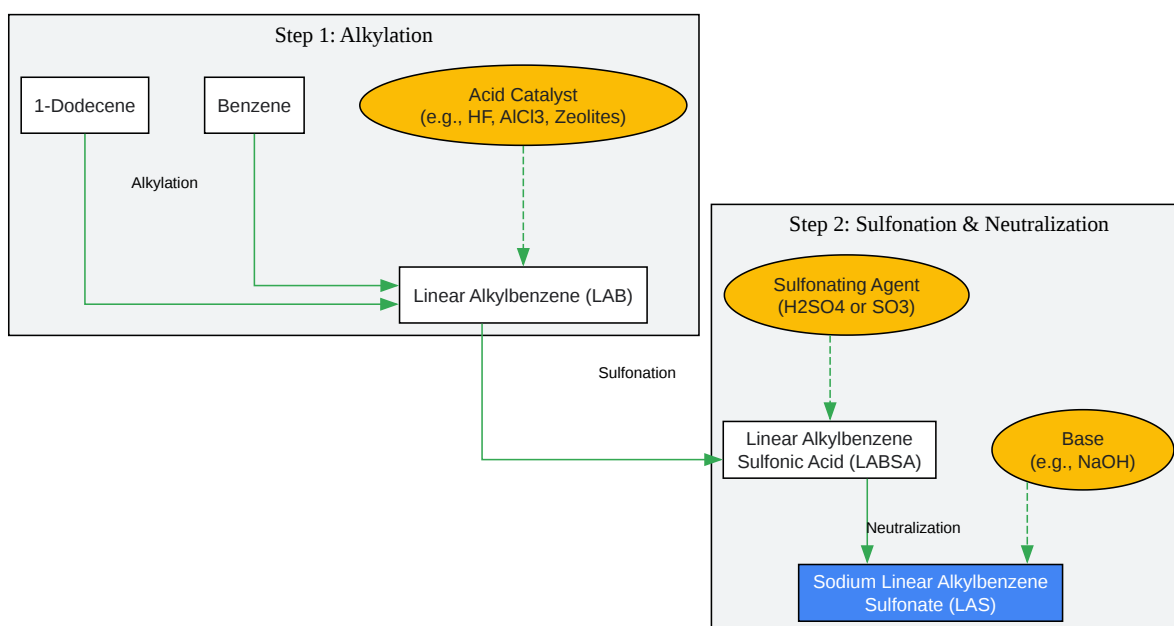 Step 1: Alkylation
1-Dodecene
Benzene
Acid Catalyst
(e.g., HF, AlCl3, Zeolites)
Alkylation
Linear Alkylbenzene (LAB)
Sulfonation
Step 2: Sulfonation & Neutralization
Sulfonating Agent
(H2SO4 or SO3)
Linear Alkylbenzene
Sulfonic Acid (LABSA)
Base
(e.g., NaOH)
Neutralization
Sodium Linear Alkylbenzene
Sulfonate (LAS)